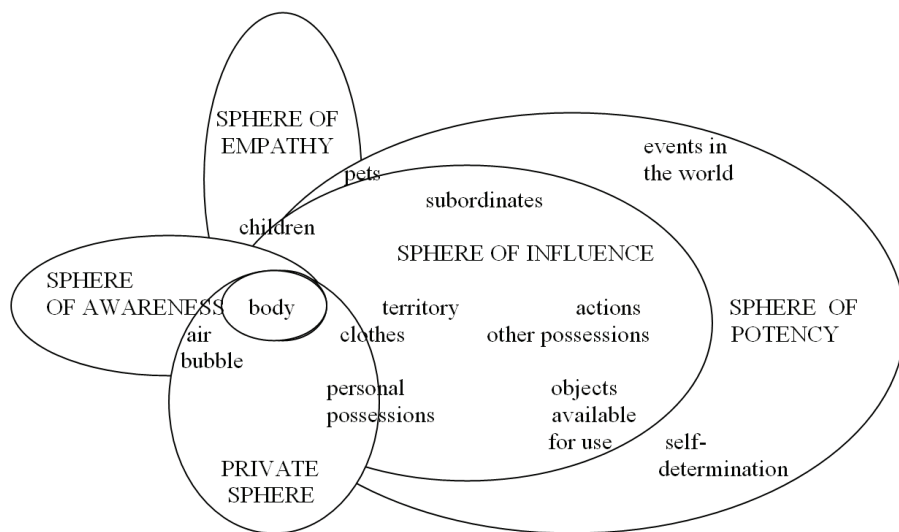 SPHERE OF
EMPATHY
events in
the world
pets
subordinates
children
SPHERE OF INFLUENCE
SPHERE
OF AWARENESS
body
territory
actions
SPHERE OF
POTENCY
air
bubble
clothes
other possessions
personal
possessions
objects
available
for use
self-
determination
PRIVATE
SPHERE